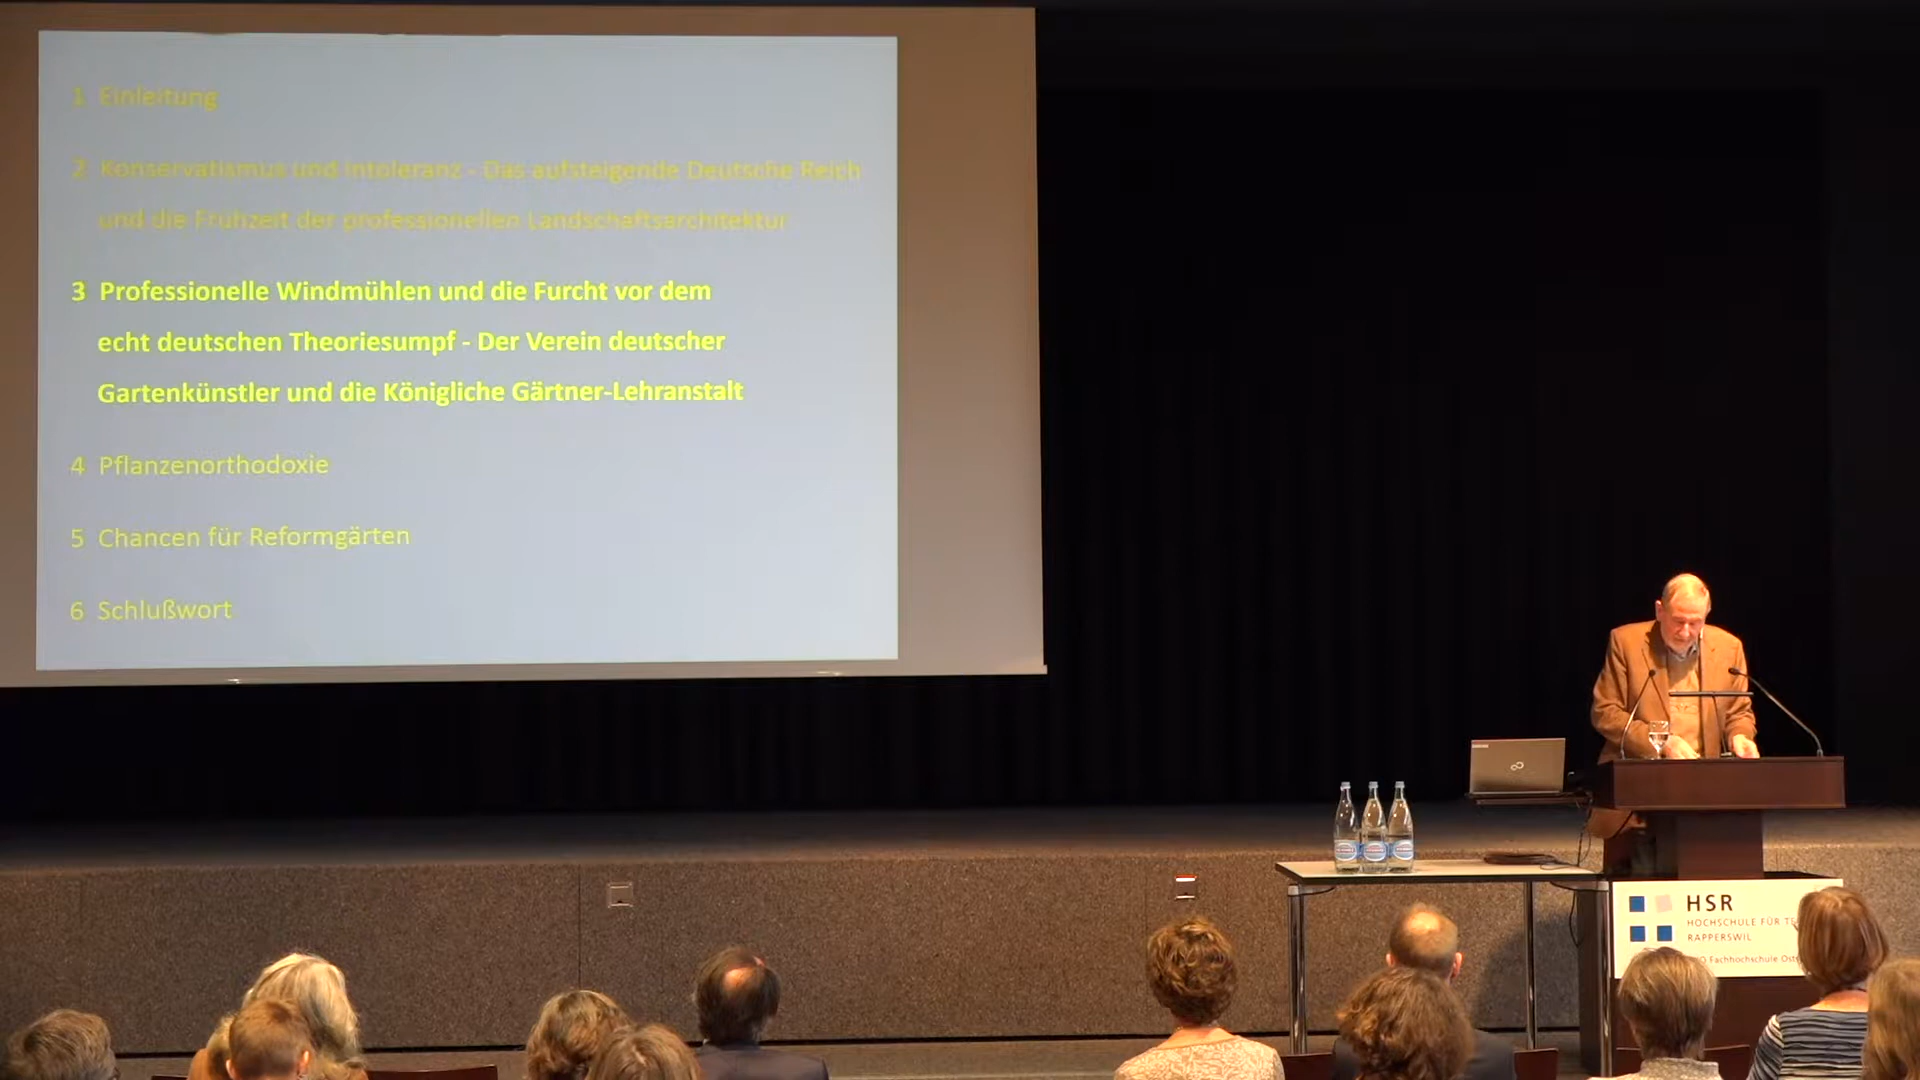 1 Einleitung
2 Konservatismus und Intoleranz - Das aufsteigende Deutsche Reich
und die Frühzeit der professionellen Landschaftsarchitektur
3 Professionelle Windmühlen und die Furcht vor dem
echt deutschen Theoriesumpf - Der Verein deutscher
Gartenkünstler und die Königliche Gärtner-Lehranstalt
4 Pflanzenorthodoxie
5 Chancen für Reformgärten
6 Schlußwort
HSR
HOCHSCHULE FÜR TE
RAPPERSWIL
Fachhochschule Ost